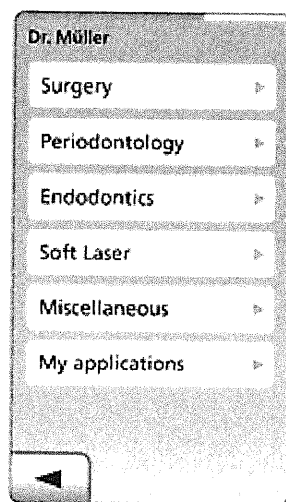 Dr. Müller
Surgery
Periodontology
Endodontics
Soft Laser
Miscellaneous
My applications